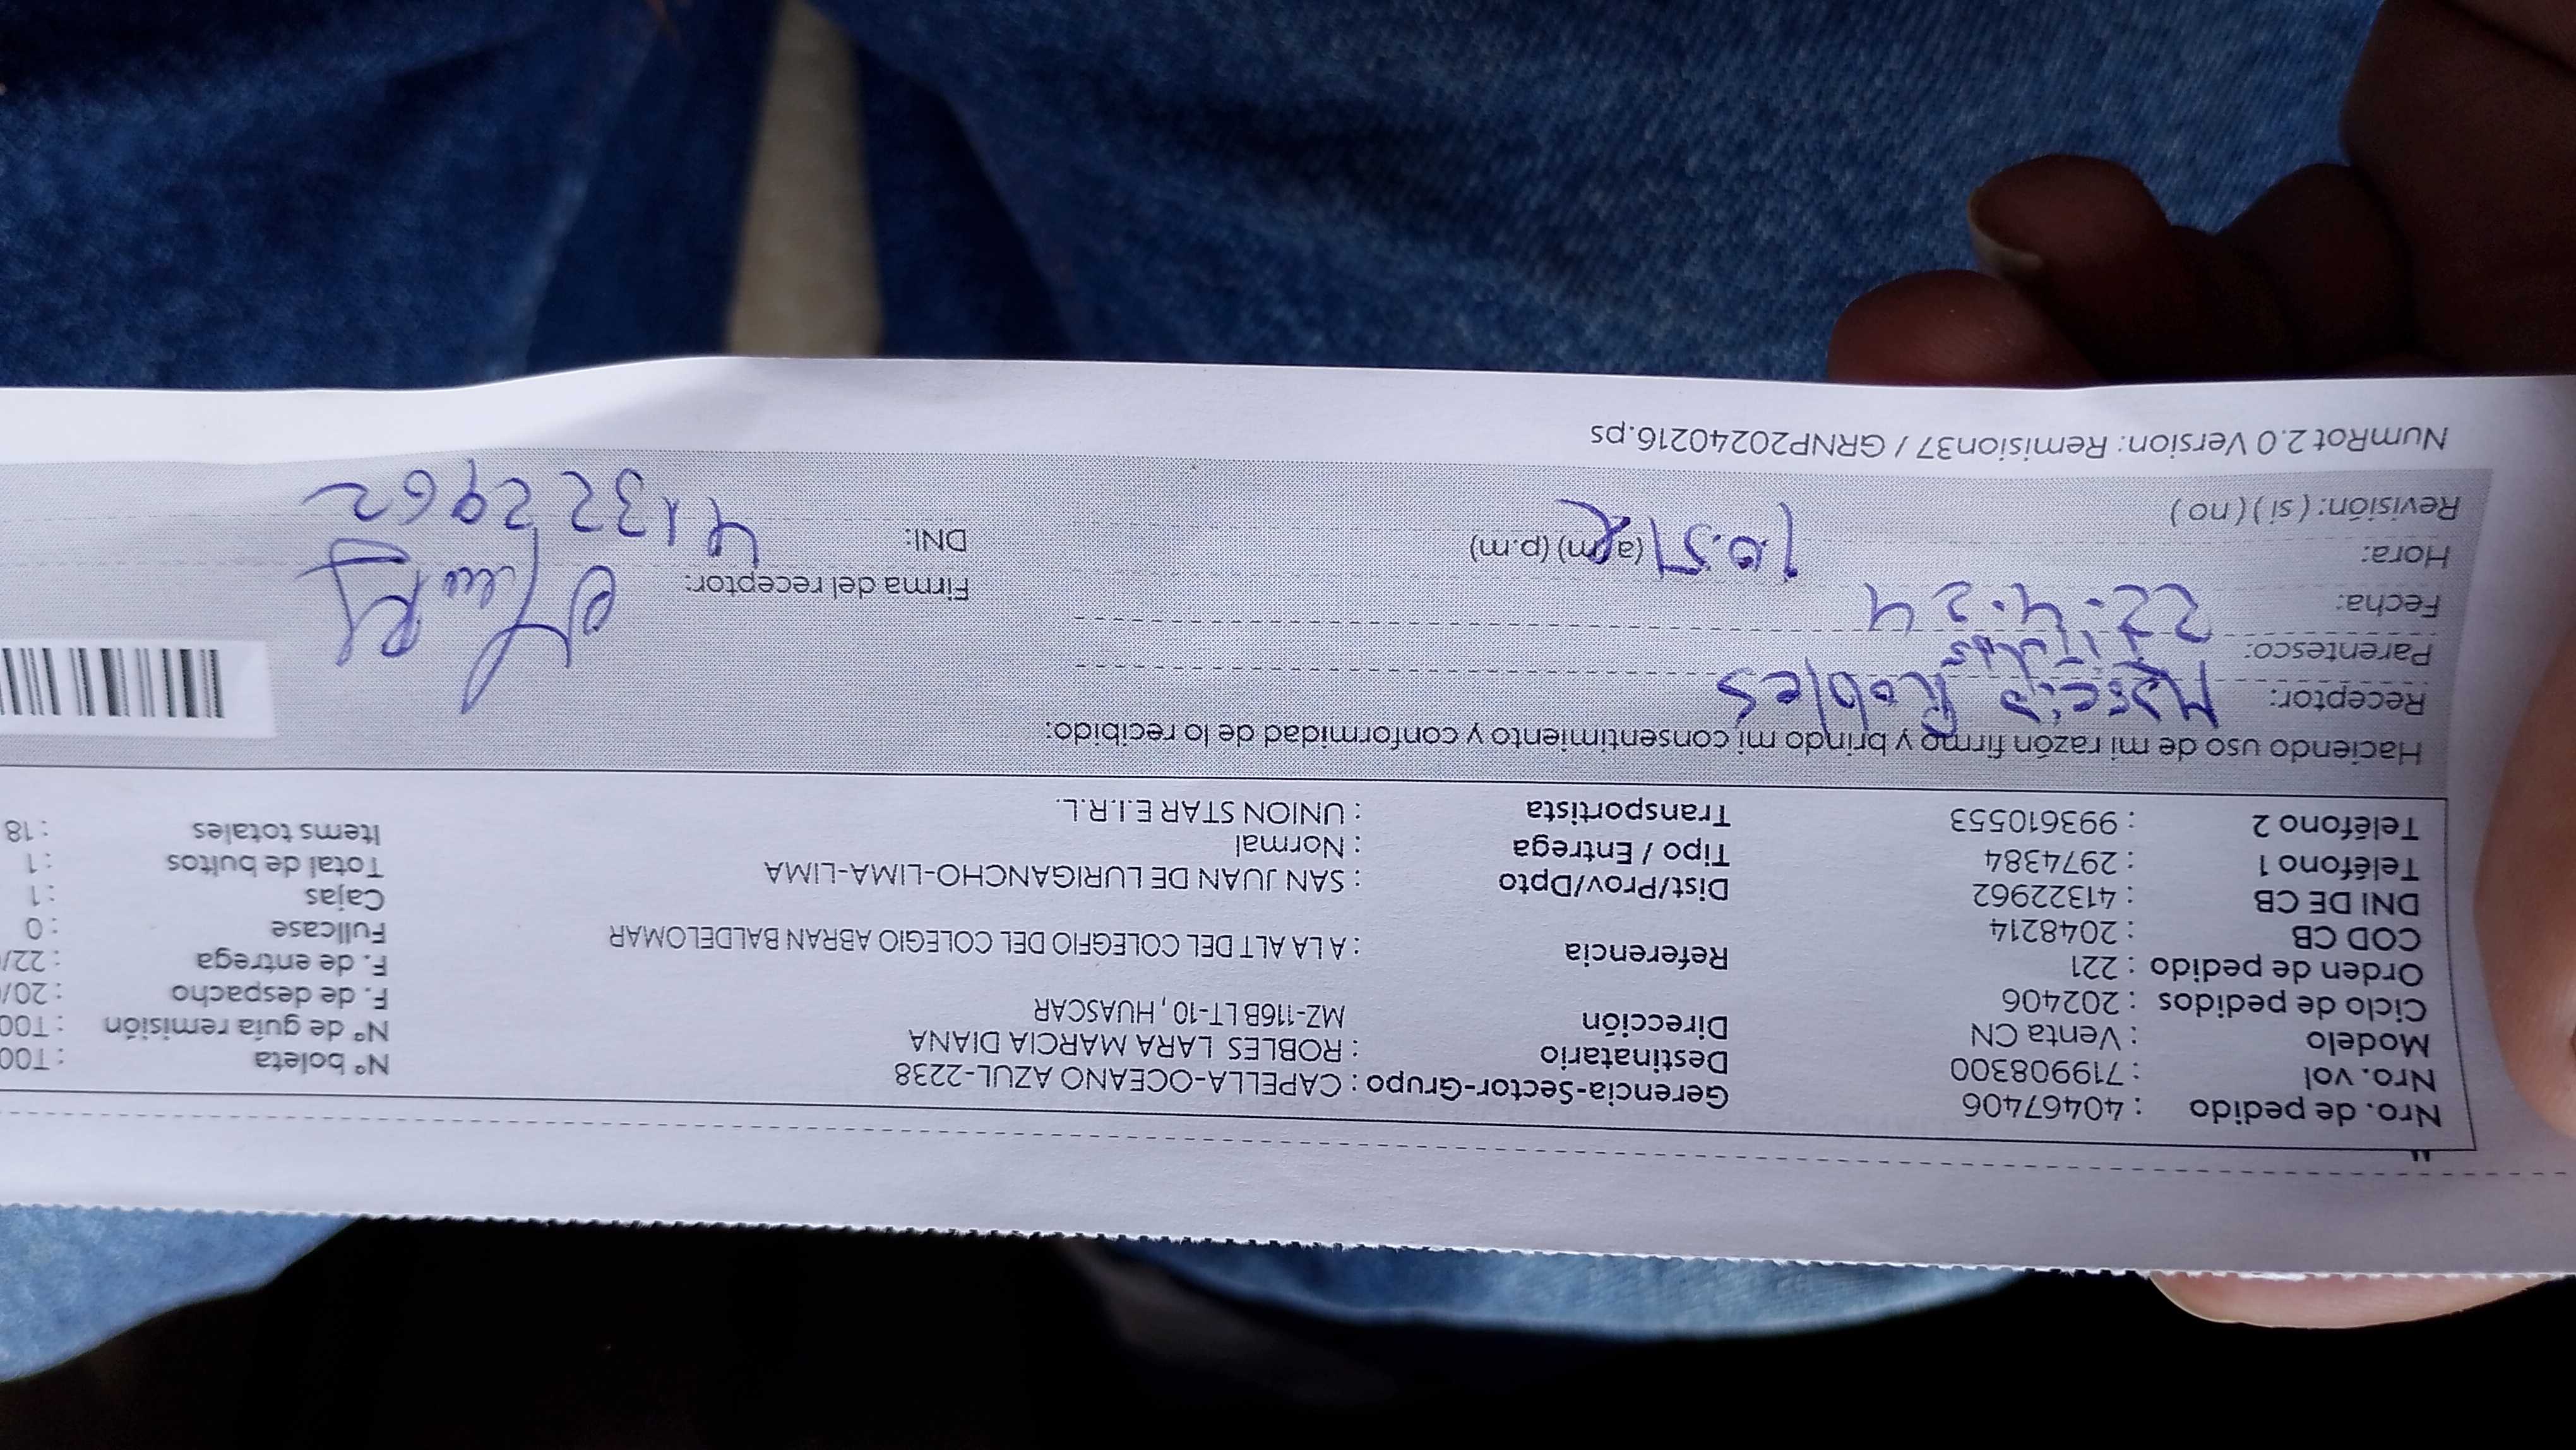 Nro. de pedido : 40467406
Nro. vol : 719908300
Modelo : Venta CN
Ciclo de pedidos : 202406
Orden de pedido : 221
COD CB : 2048214
DNI DE CB : 41322962
Teléfono 1 : 2974384
Teléfono 2 : 993610553
Gerencia-Sector-Grupo : CAPELLA-OCEANO AZUL-2238
Destinatario : ROBLES LARA MARCIA DIANA
Dirección MZ-116B LT-10 , HUASCAR
Referencia : A LA ALT DEL COLEGFIO DEL COLEGIO ABRAN BALDELOMAR
Dist/Prov/Dpto : SAN JUAN DE LURIGANCHO-LIMA-LIMA
Tipo / Entrega : Normal
Transportista : UNION STAR E.I.R.L.
Nº boleta : T00
Nº de guía remisión : T00
F. de despacho : 20/
F. de entrega : 22/
Fullcase : 0
Cajas : 1
Total de bultos : 1
Items totales : 18
Haciendo uso de mi razón firmo y brindo mi consentimiento y conformidad de lo recibido:
Receptor: Marcia Robles
Parentesco: Titular
Fecha: 22.4.24
Hora: 10.51 (a.m) (p.m)
Revisión: ( si ) ( no )
Firma del receptor:
DNI: 41322962
NumRot 2.0 Version: Remision37 / GRNP20240216.ps